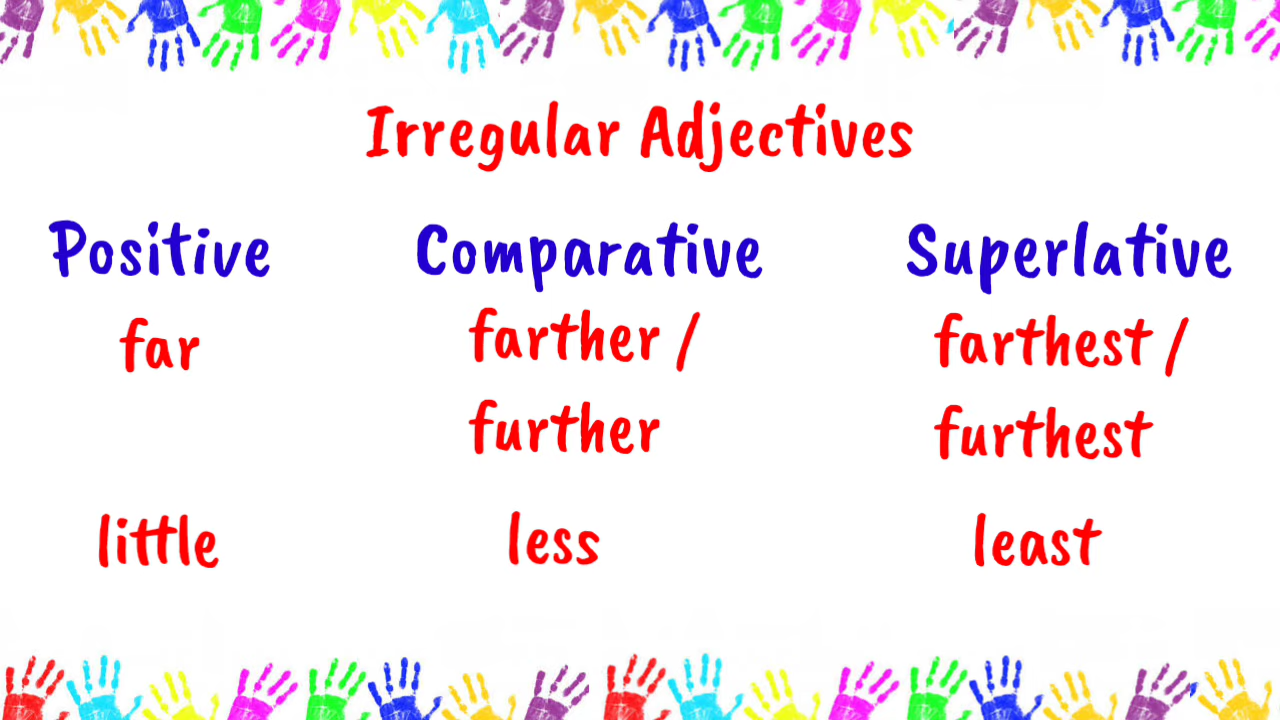 Irregular Adjectives
Positive Comparative Superlative
far farther / farthest /
further furthest
little less least